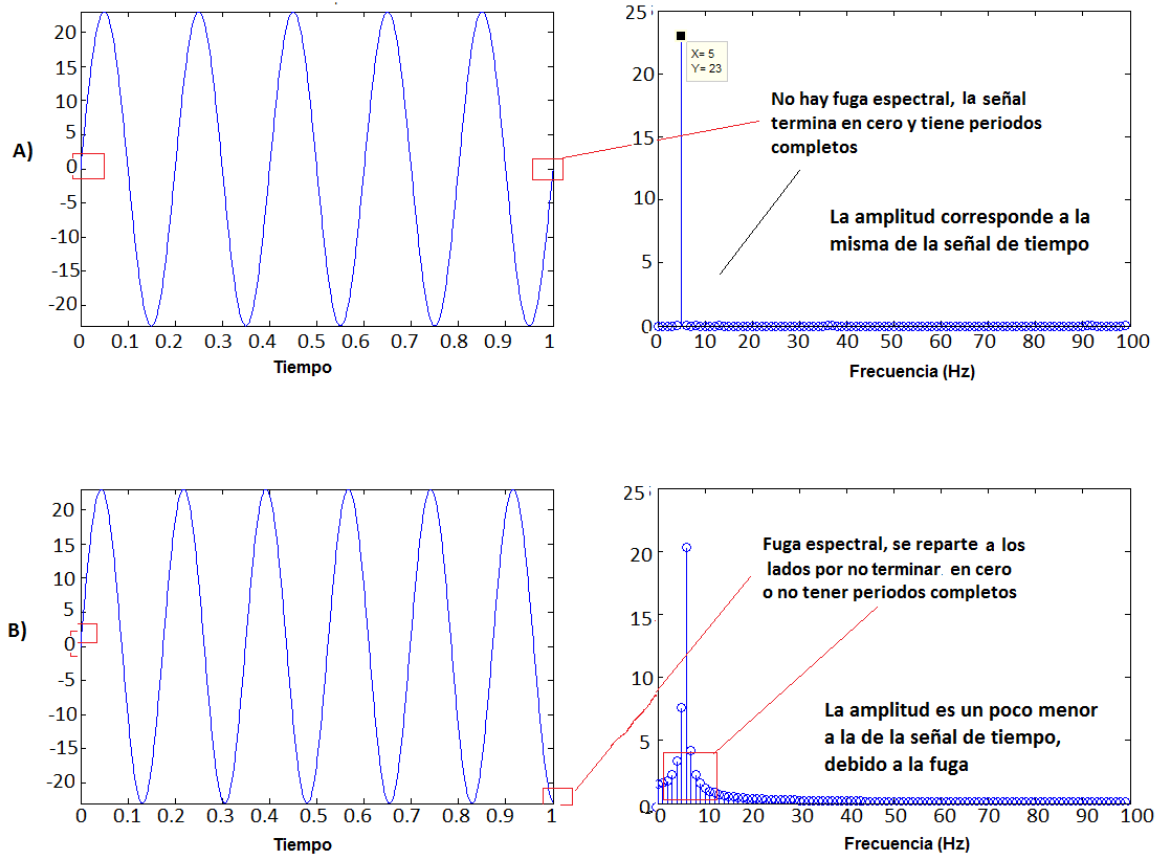 A)
20
15
10
5
0
-5
-10
-15
-20
0 0.1 0.2 0.3 0.4 0.5 0.6 0.7 0.8 0.9 1
Tiempo
25
20
15
10
5
0
X= 5
Y= 23
No hay fuga espectral, la señal
termina en cero y tiene periodos
completos
La amplitud corresponde a la
misma de la señal de tiempo
0 10 20 30 40 50 60 70 80 90 100
Frecuencia (Hz)
B)
20
15
10
5
0
-5
-10
-15
-20
0 0.1 0.2 0.3 0.4 0.5 0.6 0.7 0.8 0.9 1
Tiempo
25
20
15
10
5
0
Fuga espectral, se reparte a los
lados por no terminar en cero
o no tener periodos completos
La amplitud es un poco menor
a la de la señal de tiempo,
debido a la fuga
0 10 20 30 40 50 60 70 80 90 100
Frecuencia (Hz)